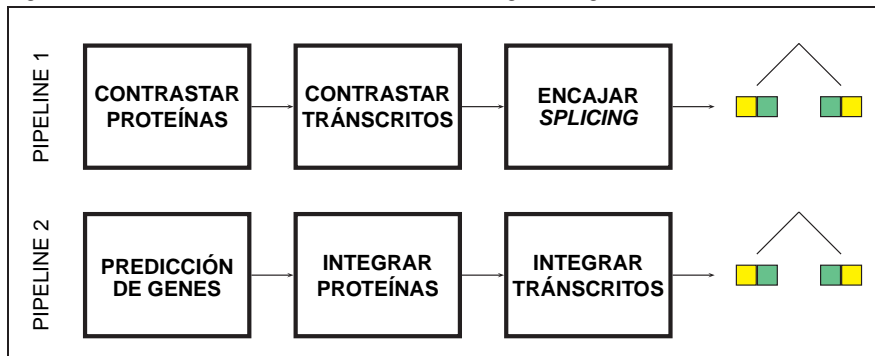 PIPELINE 1
CONTRASTAR
PROTEÍNAS
CONTRASTAR
TRÁNSCRITOS
ENCAJAR
SPLICING
PIPELINE 2
PREDICCIÓN
DE GENES
INTEGRAR
PROTEÍNAS
INTEGRAR
TRÁNSCRITOS